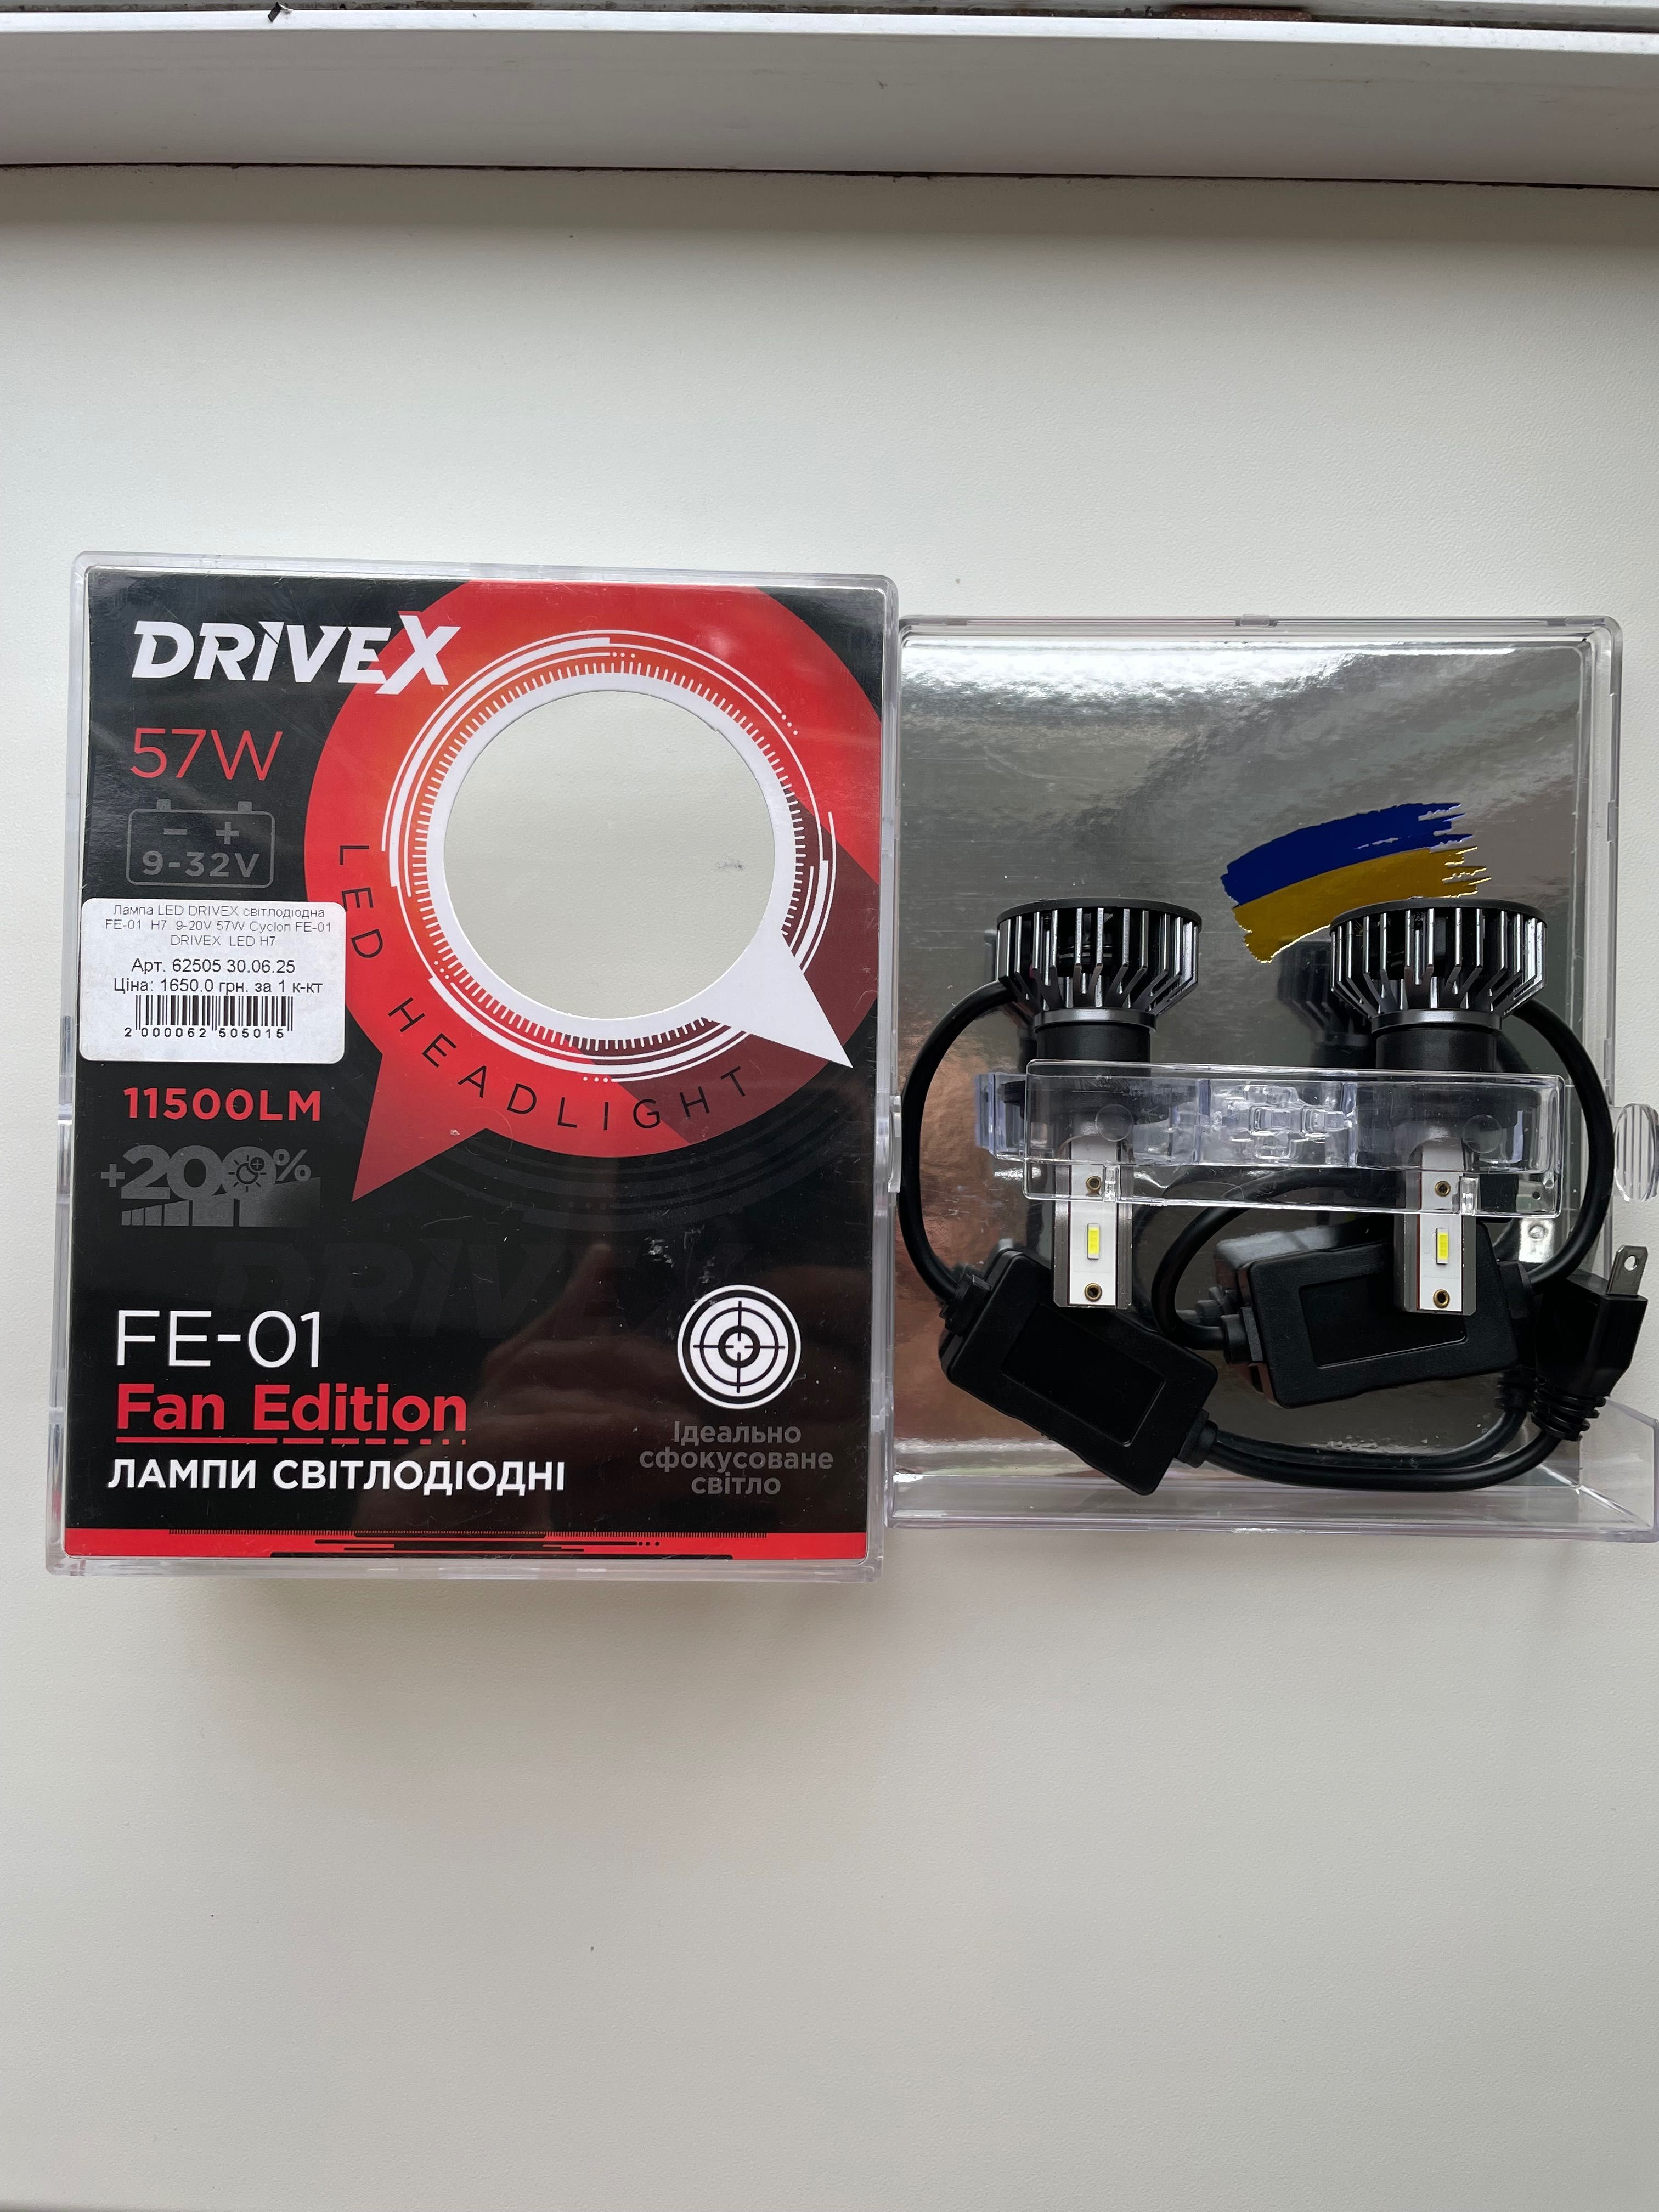 DRIVEX
57W
- +
9-32V
Лампа LED DRIVEX світлодіодна
FE-01 H7 9-20V 57W Cyclon FE-01
DRIVEX LED H7
Арт. 62505 30.06.25
Ціна: 1650.0 грн. за 1 к-кт
2 000062 505015
LED HEADLIGHT
11500LM
+200%
DRIVEX
FE-01
Fan Edition
ЛАМПИ СВІТЛОДІОДНІ
Ідеально
сфокусоване
світло